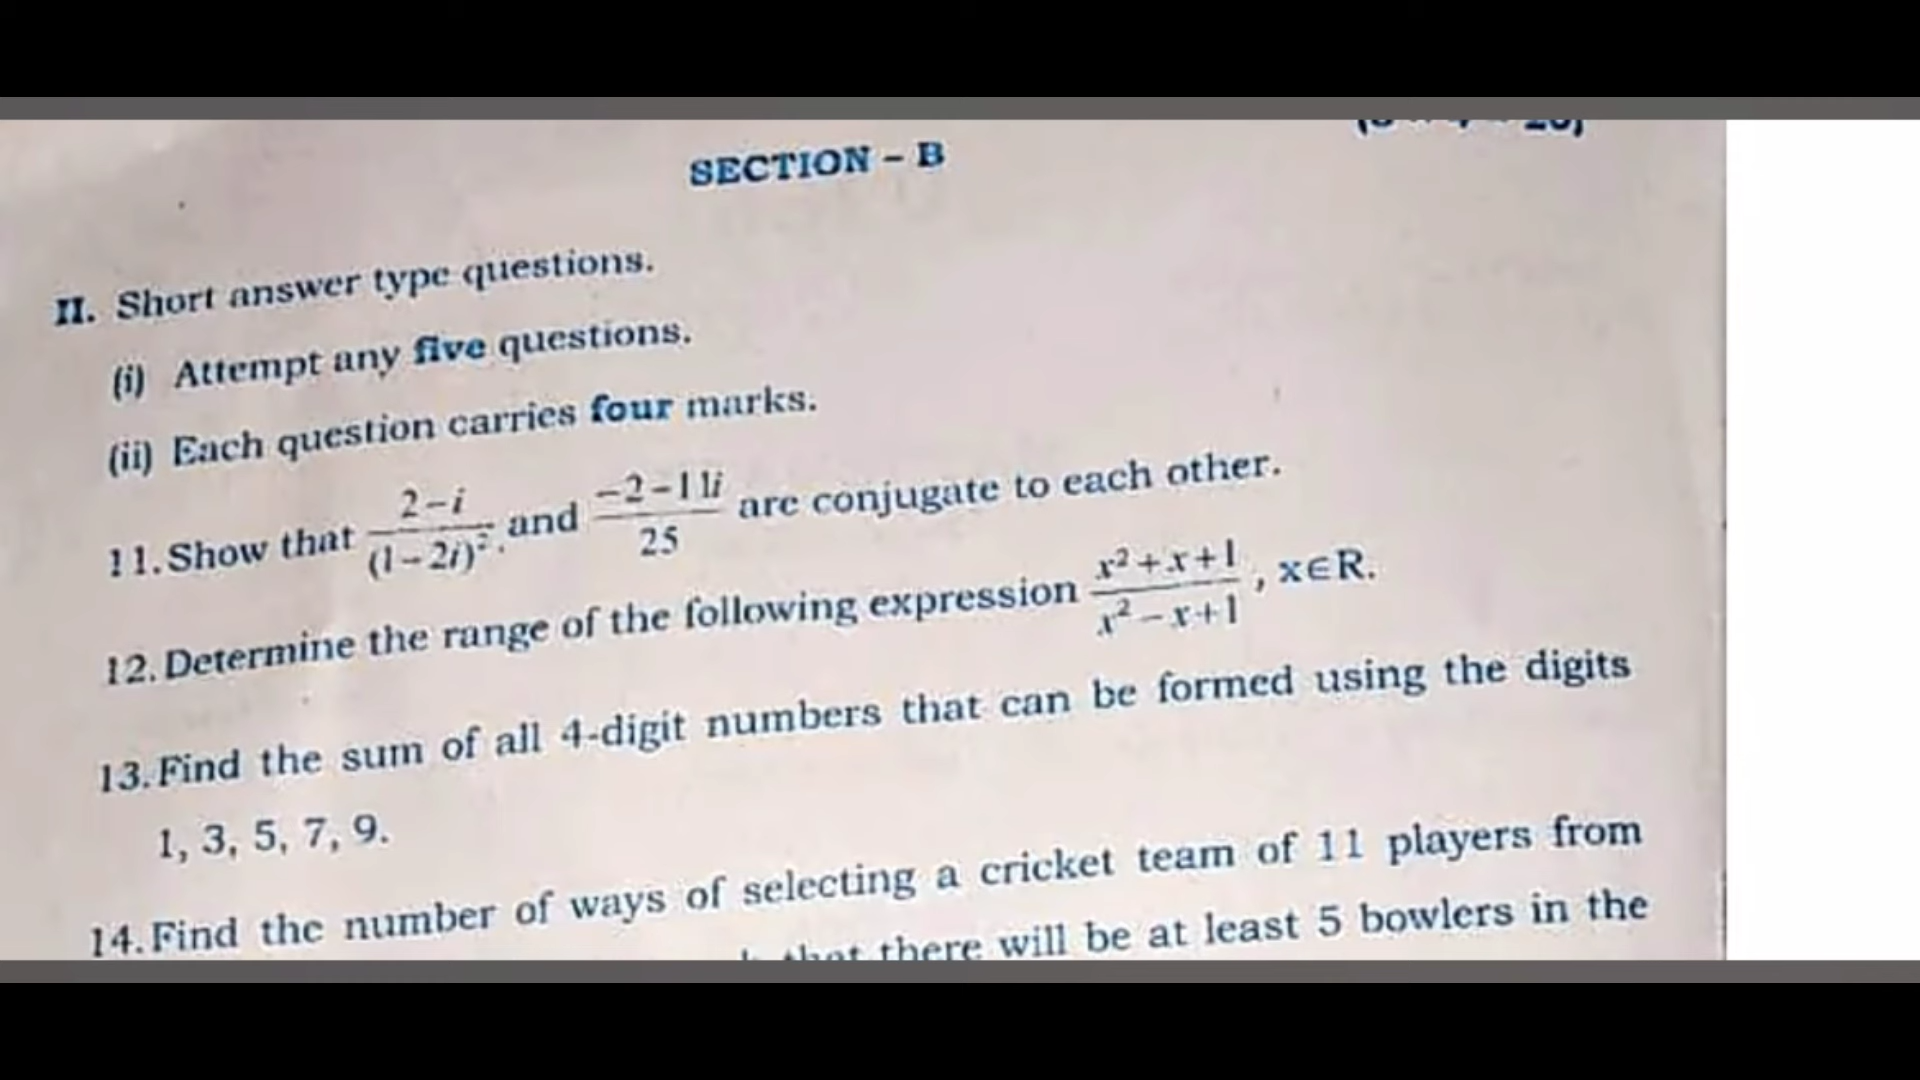 SECTION – B
II. Short answer type questions.
(i) Attempt any five questions.
(ii) Each question carries four marks.
11. Show that (2 – i)/(1 – 2i)² and (–2 – 11i)/25 are conjugate to each other.
12. Determine the range of the following expression (x² + x + 1)/(x² – x + 1), x∈R.
13. Find the sum of all 4-digit numbers that can be formed using the digits
1, 3, 5, 7, 9.
14. Find the number of ways of selecting a cricket team of 11 players from
that there will be at least 5 bowlers in the